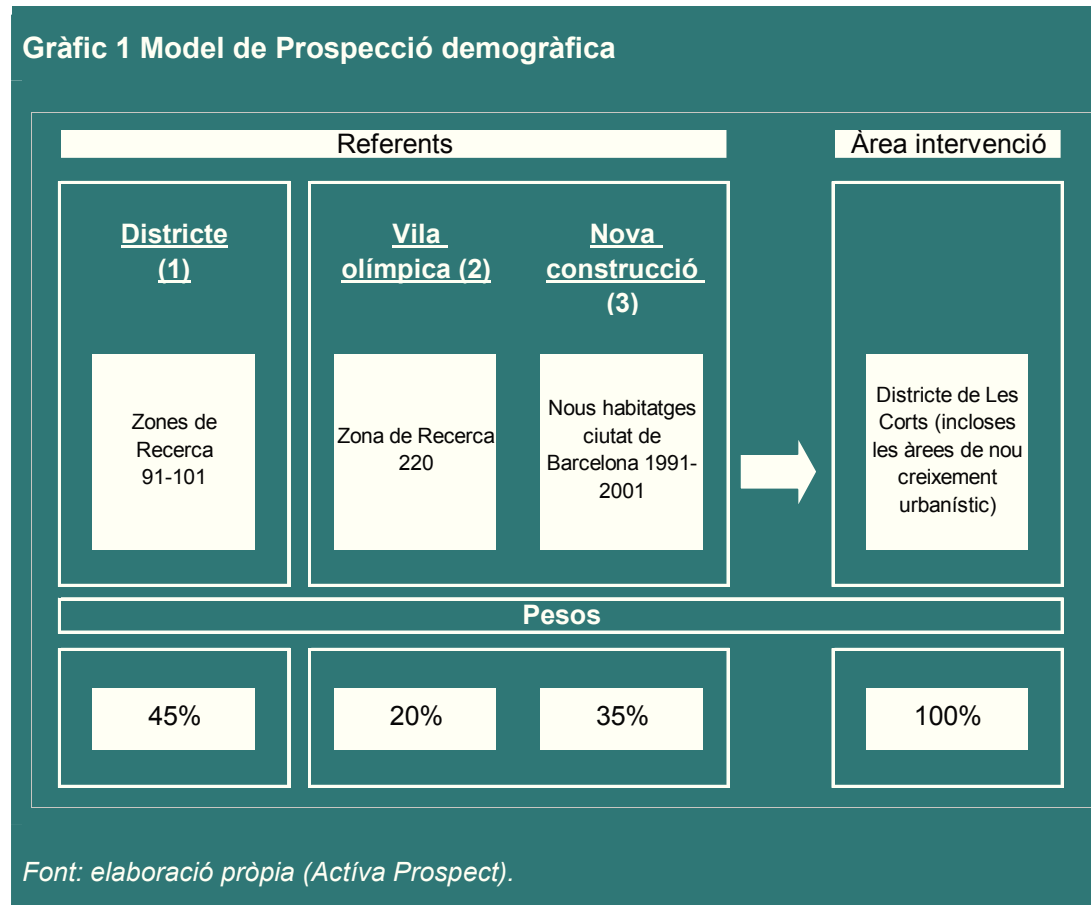 Gràfic 1 Model de Prospecció demogràfica
Referents
Àrea intervenció
Districte
(1)
Vila
olímpica (2)
Nova
construcció
(3)
Zones de
Recerca
91-101
Zona de Recerca
220
Nous habitatges
ciutat de
Barcelona 1991-
2001
Districte de Les
Corts (incloses
les àrees de nou
creixement
urbanístic)
Pesos
45%
20%
35%
100%
Font: elaboració pròpia (Actíva Prospect).